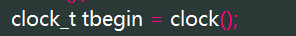 clock_t tbegin = clock();